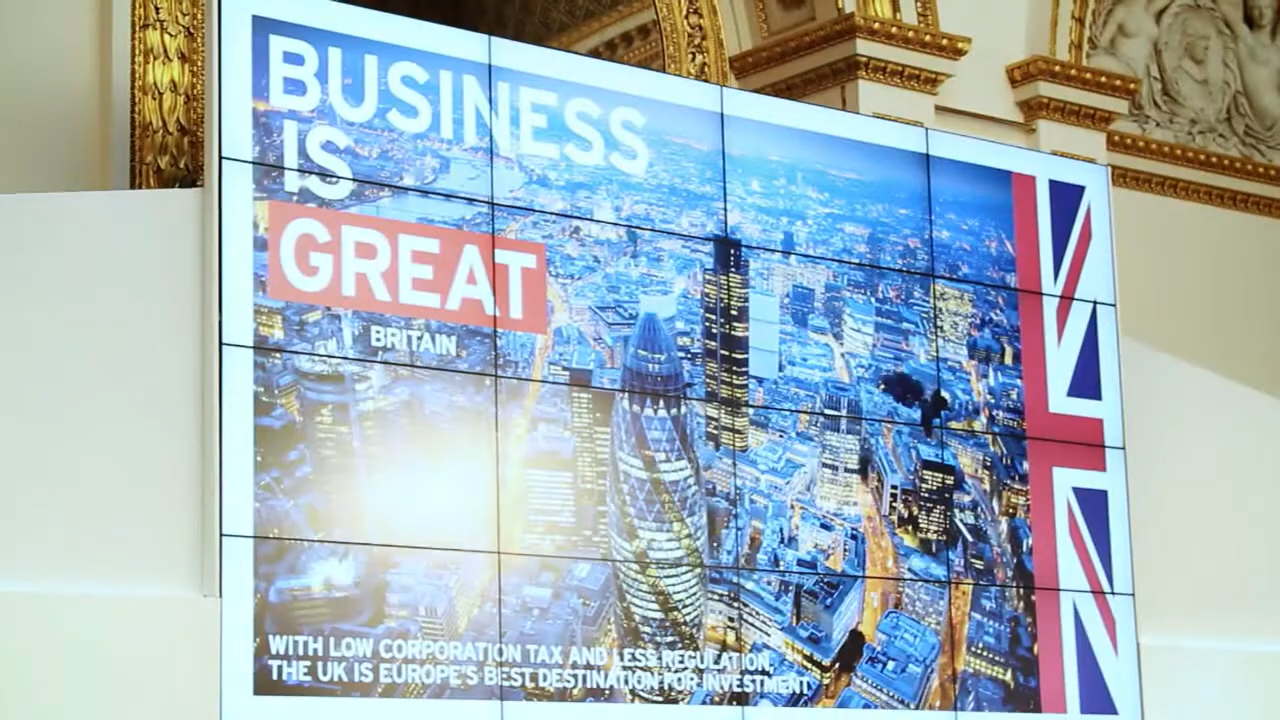 BUSINESS
IS
GREAT
BRITAIN
WITH LOW CORPORATION TAX AND LESS REGULATION,
THE UK IS EUROPE'S BEST DESTINATION FOR INVESTMENT